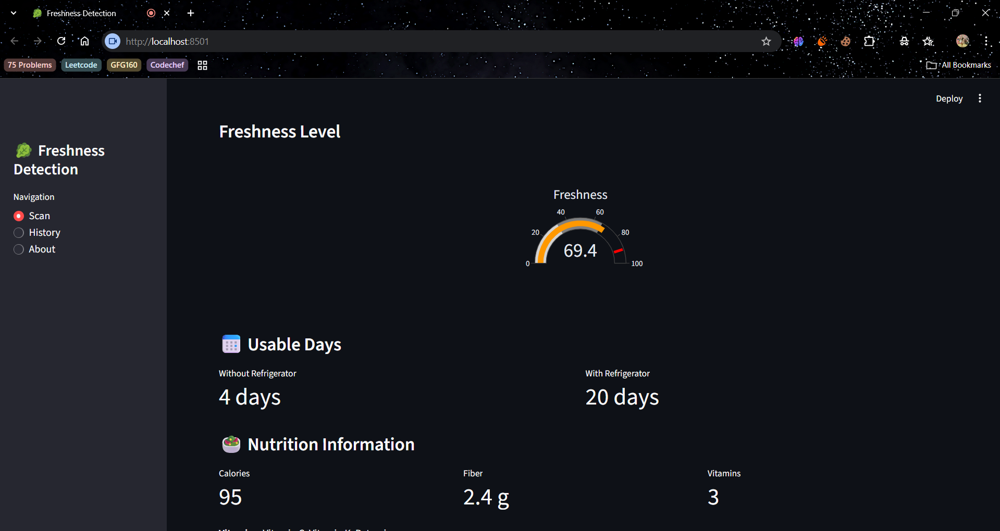 Freshness Detection
http://localhost:8501
75 Problems
Leetcode
GFG160
Codechef
All Bookmarks
Deploy
Freshness
Detection
Navigation
Scan
History
About
Freshness Level
Freshness
0
20
40
60
80
100
69.4
Usable Days
Without Refrigerator
4 days
With Refrigerator
20 days
Nutrition Information
Calories
95
Fiber
2.4 g
Vitamins
3